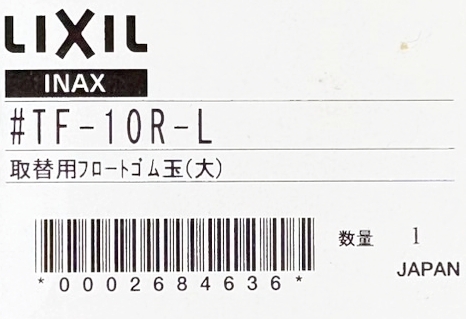 LIXIL
INAX
#TF-10R-L
取替用フロートゴム玉(大)
数量 1
*0002684636*
JAPAN